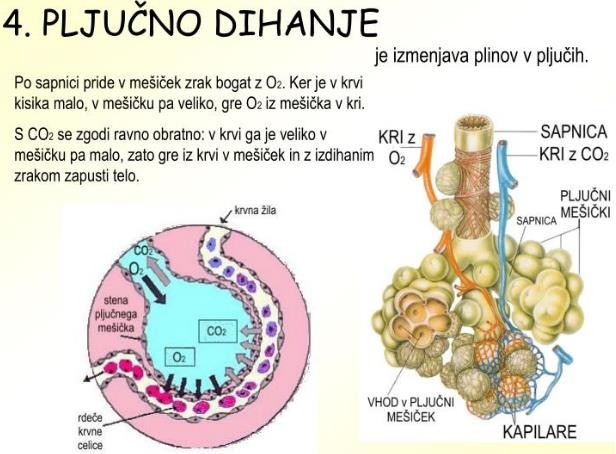 4. PLJUČNO DIHANJE
je izmenjava plinov v pljučih.
Po sapnici pride v mešiček zrak bogat z O₂. Ker je v krvi
kisika malo, v mešičku pa veliko, gre O₂ iz mešička v kri.
S CO₂ se zgodi ravno obratno: v krvi ga je veliko v
mešičku pa malo, zato gre iz krvi v mešiček in z izdihanim
zrakom zapusti telo.
KRI z
O₂
SAPNICA
KRI z CO₂
PLJUČNI
MEŠIČKI
SAPNICA
krvna žila
CO₂
O₂
stena
pljučnega
mešička
CO₂
O₂
rdeče
krvne
celice
VHOD v PLJUČNI
MEŠIČEK
KAPILARE